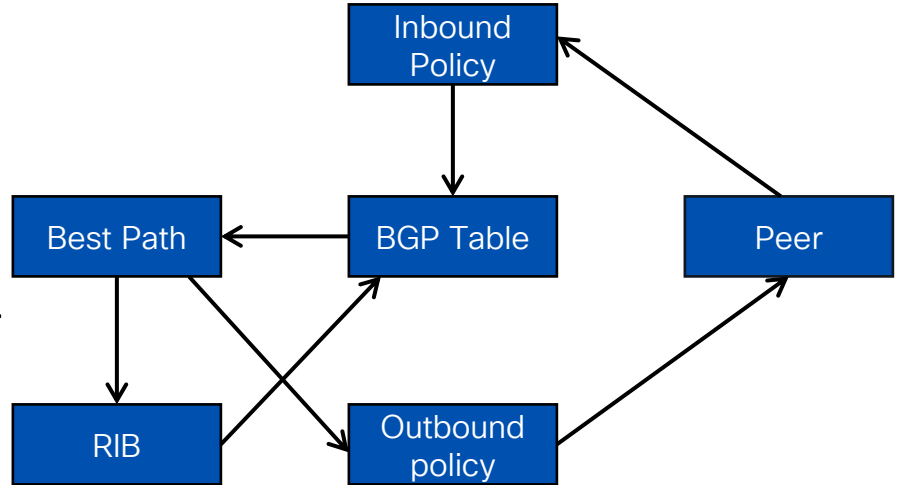 Inbound
Policy
Best Path
BGP Table
Peer
RIB
Outbound
policy